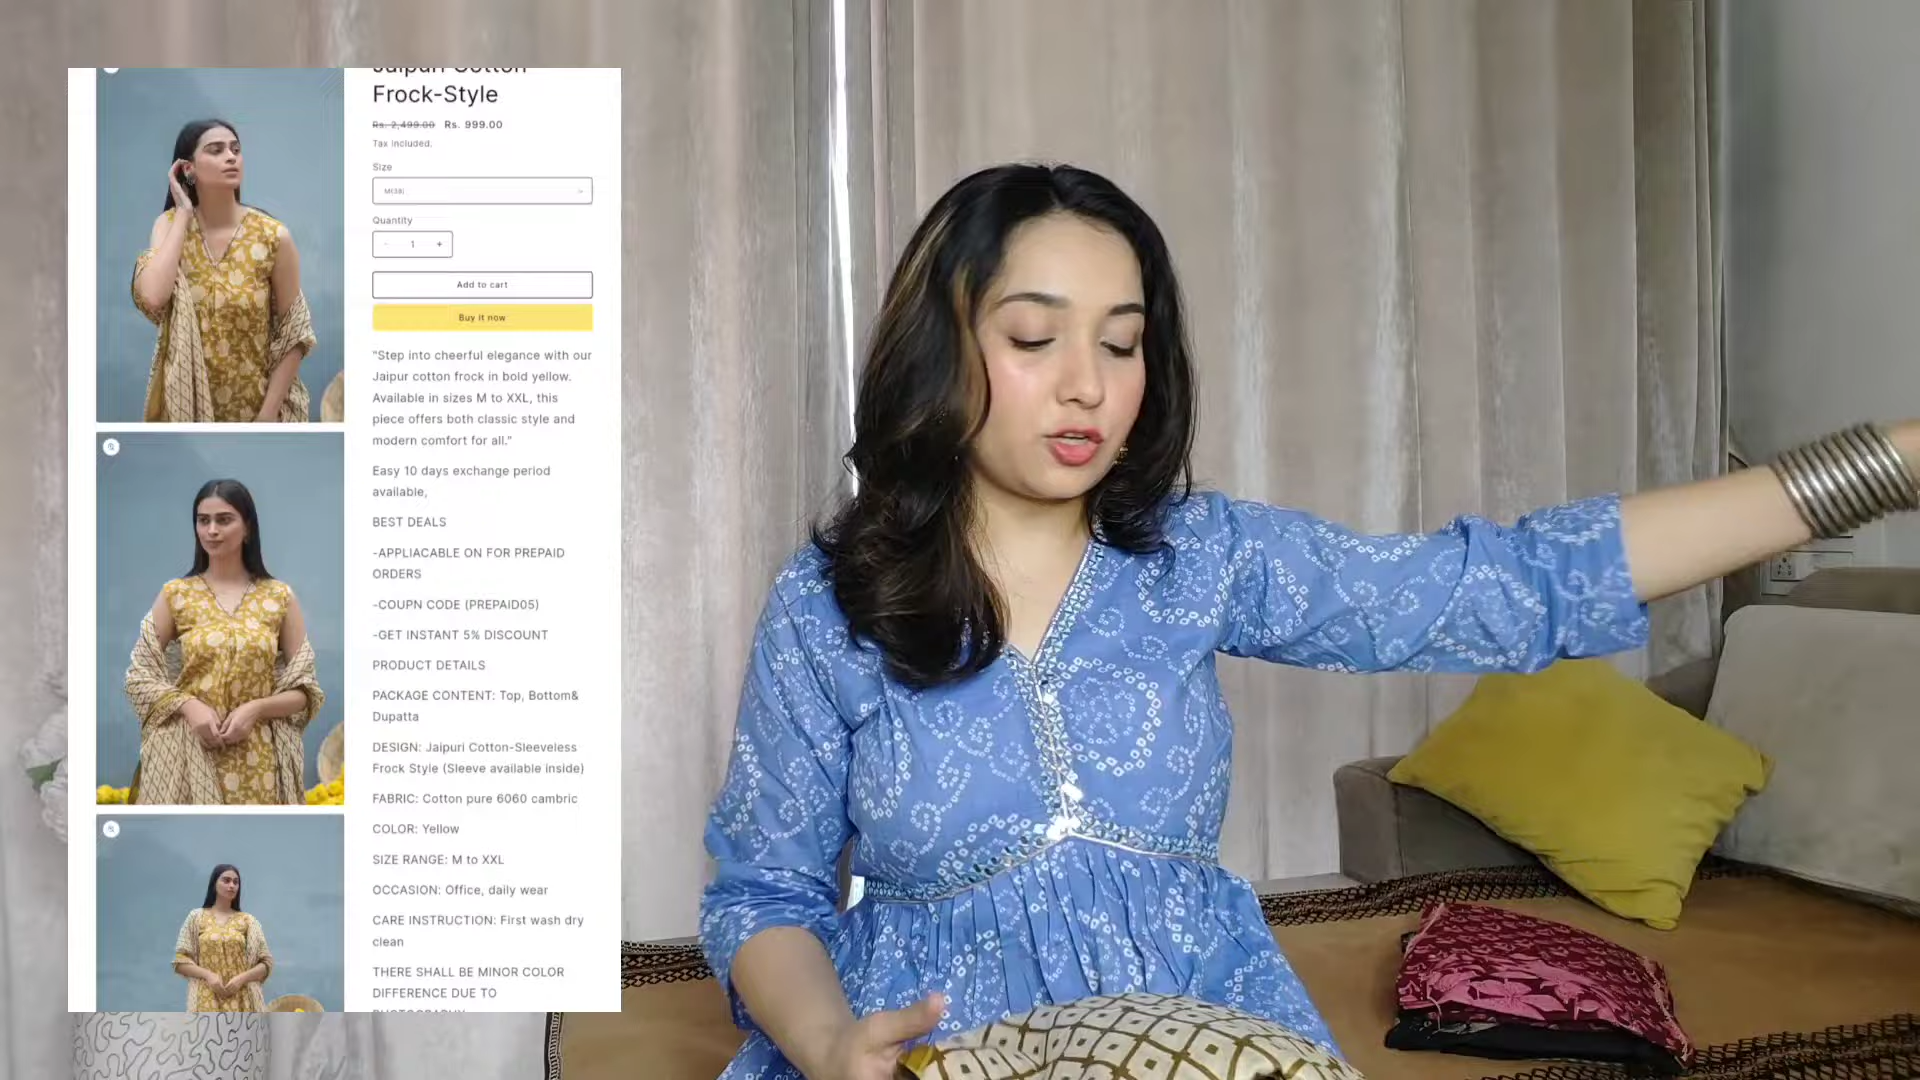 Jaipuri Cotton
Frock-Style
Rs. 2,499.00 Rs. 999.00
Tax included.
Size
M(38)
Quantity
- 1 +
Add to cart
Buy it now
"Step into cheerful elegance with our
Jaipur cotton frock in bold yellow.
Available in sizes M to XXL, this
piece offers both classic style and
modern comfort for all."
Easy 10 days exchange period
available,
BEST DEALS
-APPLIACABLE ON FOR PREPAID
ORDERS
-COUPN CODE (PREPAID05)
-GET INSTANT 5% DISCOUNT
PRODUCT DETAILS
PACKAGE CONTENT: Top, Bottom&
Dupatta
DESIGN: Jaipuri Cotton-Sleeveless
Frock Style (Sleeve available inside)
FABRIC: Cotton pure 6060 cambric
COLOR: Yellow
SIZE RANGE: M to XXL
OCCASION: Office, daily wear
CARE INSTRUCTION: First wash dry
clean
THERE SHALL BE MINOR COLOR
DIFFERENCE DUE TO